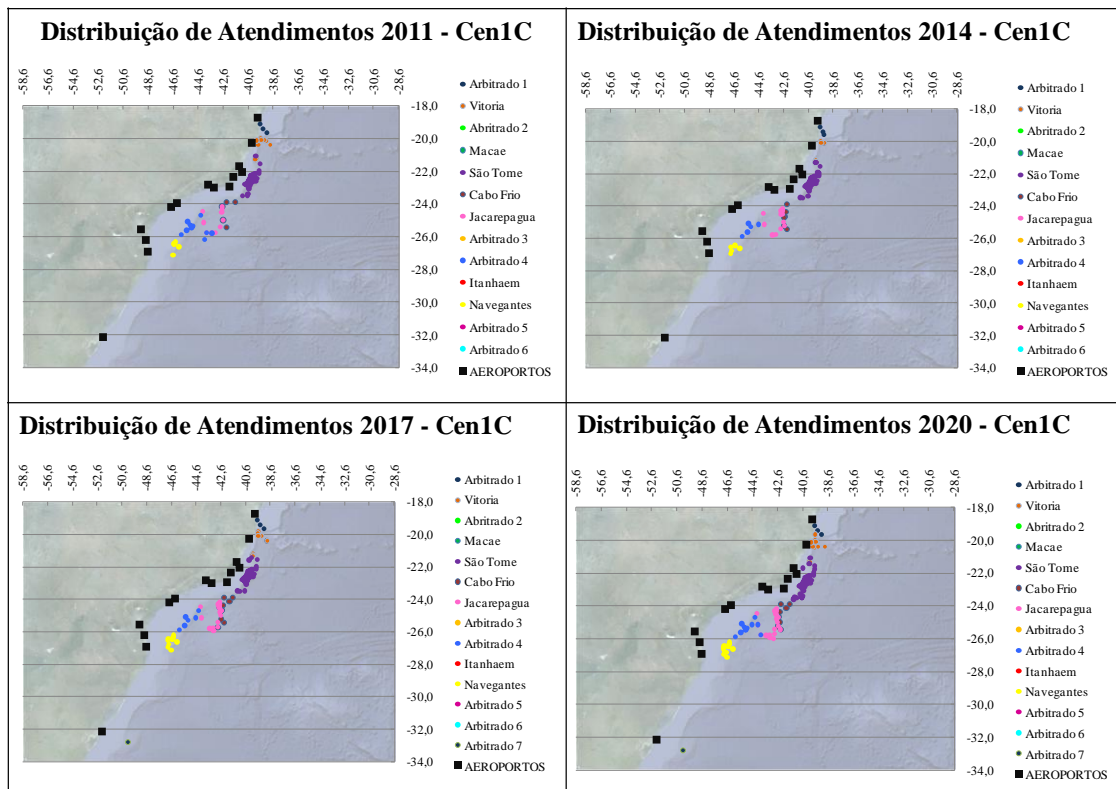 Distribuição de Atendimentos 2011 - Cen1C
-58,6 -56,6 -54,6 -52,6 -50,6 -48,6 -46,6 -44,6 -42,6 -40,6 -38,6 -36,6 -34,6 -32,6 -30,6 -28,6
-18,0
-20,0
-22,0
-24,0
-26,0
-28,0
-30,0
-32,0
-34,0
Arbitrado 1
Vitoria
Abritrado 2
Macae
São Tome
Cabo Frio
Jacarepagua
Arbitrado 3
Arbitrado 4
Itanhaem
Navegantes
Arbitrado 5
Arbitrado 6
AEROPORTOS
Distribuição de Atendimentos 2014 - Cen1C
-58,6 -56,6 -54,6 -52,6 -50,6 -48,6 -46,6 -44,6 -42,6 -40,6 -38,6 -36,6 -34,6 -32,6 -30,6 -28,6
-18,0
-20,0
-22,0
-24,0
-26,0
-28,0
-30,0
-32,0
-34,0
Arbitrado 1
Vitoria
Abritrado 2
Macae
São Tome
Cabo Frio
Jacarepagua
Arbitrado 3
Arbitrado 4
Itanhaem
Navegantes
Arbitrado 5
Arbitrado 6
AEROPORTOS
Distribuição de Atendimentos 2017 - Cen1C
-58,6 -56,6 -54,6 -52,6 -50,6 -48,6 -46,6 -44,6 -42,6 -40,6 -38,6 -36,6 -34,6 -32,6 -30,6 -28,6
-18,0
-20,0
-22,0
-24,0
-26,0
-28,0
-30,0
-32,0
-34,0
Arbitrado 1
Vitoria
Abritrado 2
Macae
São Tome
Cabo Frio
Jacarepagua
Arbitrado 3
Arbitrado 4
Itanhaem
Navegantes
Arbitrado 5
Arbitrado 6
Arbitrado 7
AEROPORTOS
Distribuição de Atendimentos 2020 - Cen1C
-58,6 -56,6 -54,6 -52,6 -50,6 -48,6 -46,6 -44,6 -42,6 -40,6 -38,6 -36,6 -34,6 -32,6 -30,6 -28,6
-18,0
-20,0
-22,0
-24,0
-26,0
-28,0
-30,0
-32,0
-34,0
Arbitrado 1
Vitoria
Abritrado 2
Macae
São Tome
Cabo Frio
Jacarepagua
Arbitrado 3
Arbitrado 4
Itanhaem
Navegantes
Arbitrado 5
Arbitrado 6
Arbitrado 7
AEROPORTOS